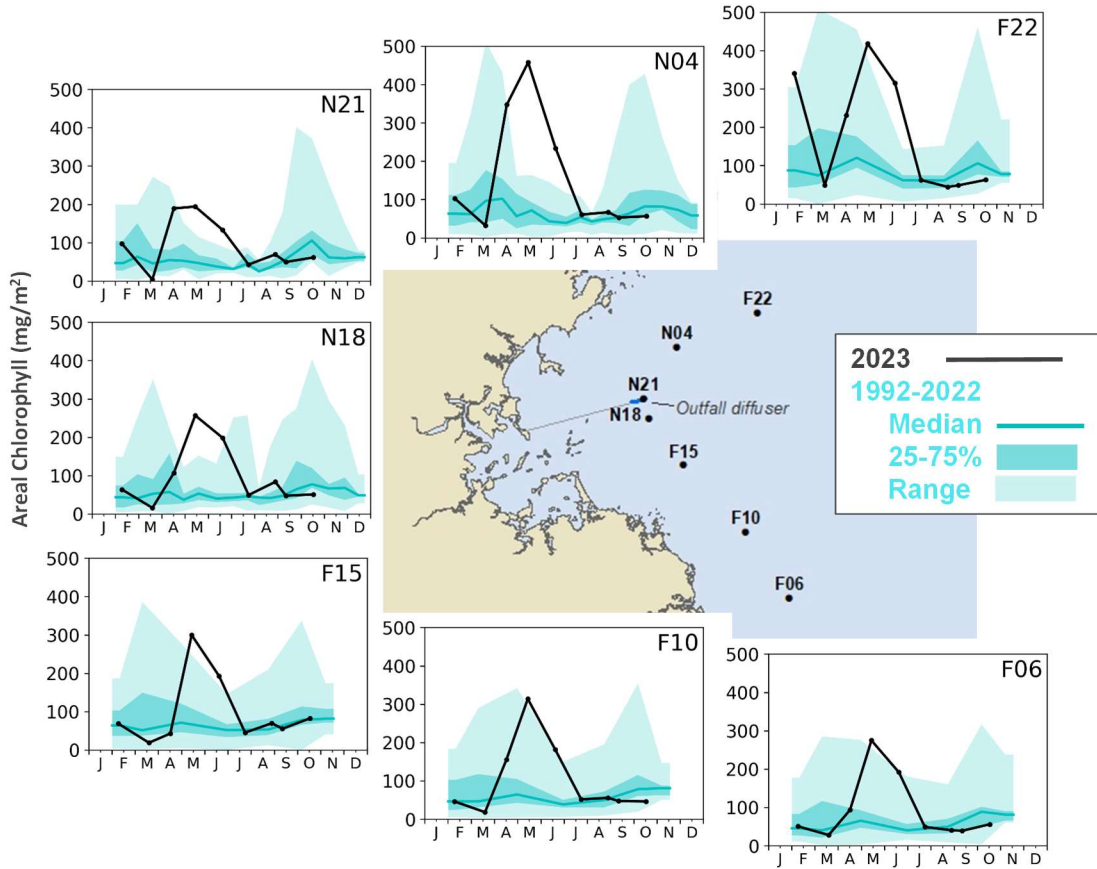 Areal Chlorophyll (mg/m²)
N21
500
400
300
200
100
0
J F M A M J J A S O N D
N04
500
400
300
200
100
0
J F M A M J J A S O N D
F22
500
400
300
200
100
0
J F M A M J J A S O N D
N18
500
400
300
200
100
0
J F M A M J J A S O N D
F22
N04
N21
Outfall diffuser
N18
F15
F10
F06
2023
1992-2022
Median
25-75%
Range
F15
500
400
300
200
100
0
J F M A M J J A S O N D
F10
500
400
300
200
100
0
J F M A M J J A S O N D
F06
500
400
300
200
100
0
J F M A M J J A S O N D